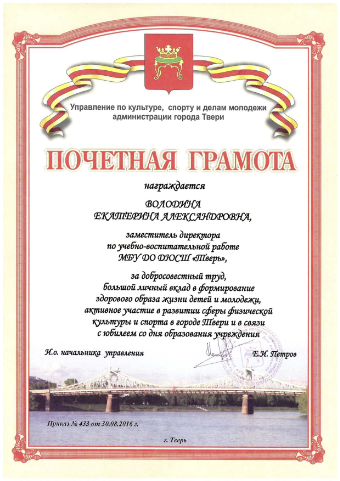 Управление по культуре, спорту и делам молодежи
администрации города Твери
ПОЧЕТНАЯ ГРАМОТА
награждается
ВОЛОДИНА
ЕКАТЕРИНА АЛЕКСАНДРОВНА,
заместитель директора
по учебно-воспитательной работе
МБУ ДО ДЮСШ «Тверь»,
за добросовестный труд,
большой личный вклад в формирование
здорового образа жизни детей и молодежи,
активное участие в развитии сферы физической
культуры и спорта в городе Твери и в связи
с юбилеем со дня образования учреждения
И.о. начальника управления
Е.Н. Петров
Приказ № 433 от 30.08.2016 г.
г. Тверь